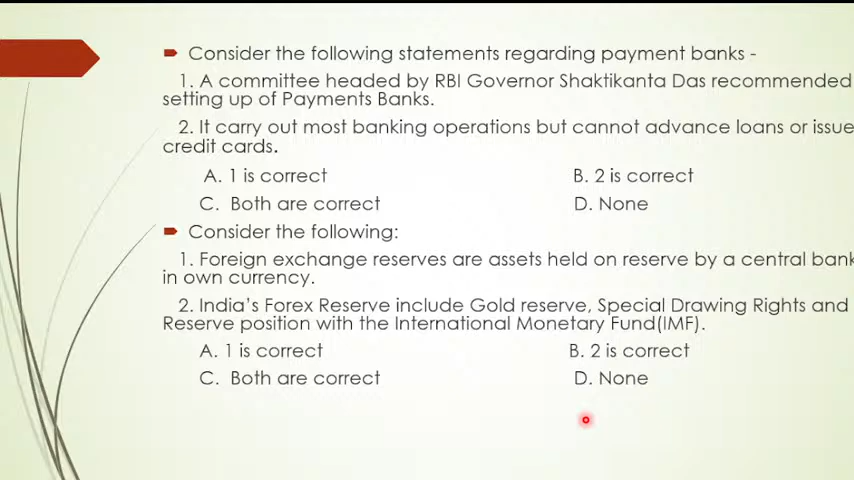 Consider the following statements regarding payment banks -
1. A committee headed by RBI Governor Shaktikanta Das recommended
setting up of Payments Banks.
2. It carry out most banking operations but cannot advance loans or issue
credit cards.
A. 1 is correct B. 2 is correct
C. Both are correct D. None
Consider the following:
1. Foreign exchange reserves are assets held on reserve by a central bank
in own currency.
2. India's Forex Reserve include Gold reserve, Special Drawing Rights and
Reserve position with the International Monetary Fund(IMF).
A. 1 is correct B. 2 is correct
C. Both are correct D. None